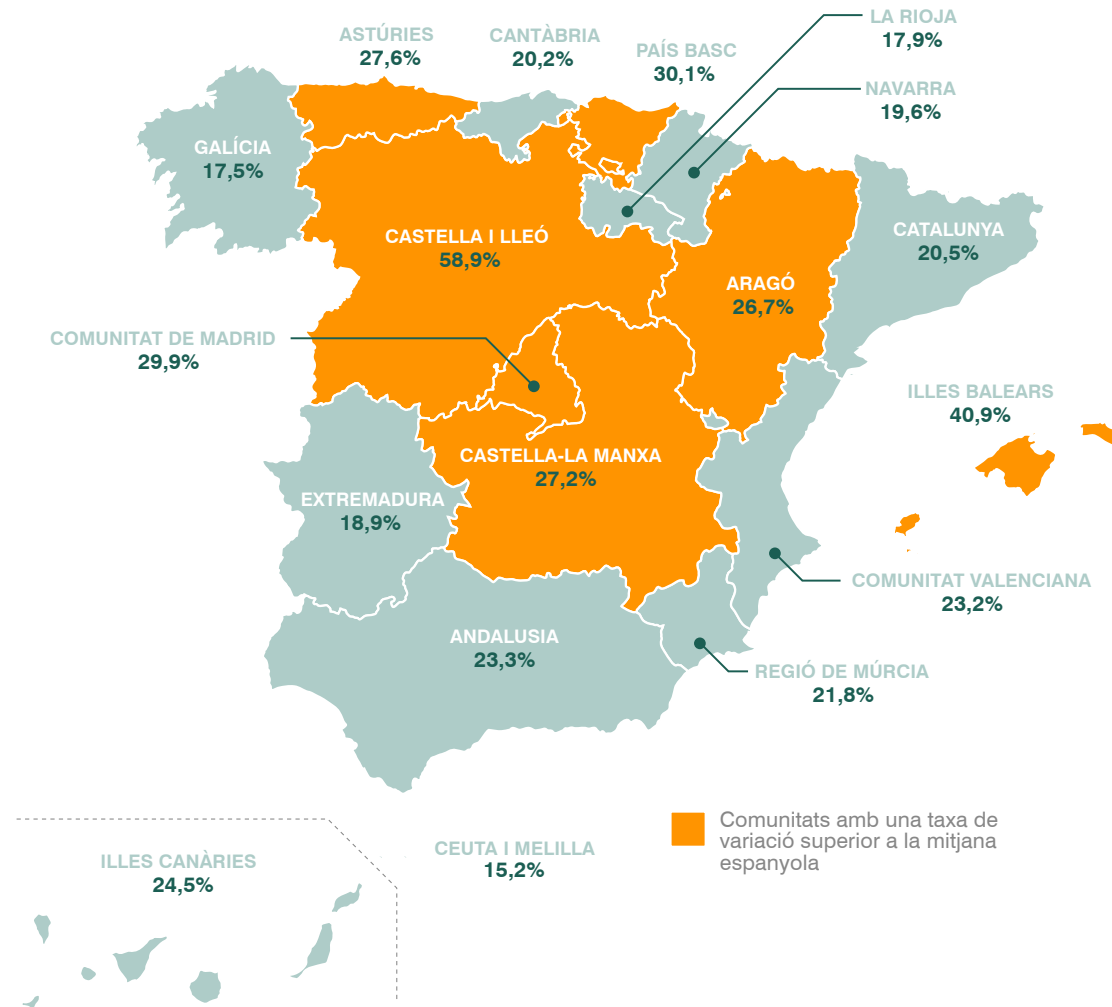 LA RIOJA
17,9%
ASTÚRIES
27,6%
CANTÀBRIA
20,2%
PAÍS BASC
30,1%
NAVARRA
19,6%
GALÍCIA
17,5%
CASTELLA I LLEÓ
58,9%
CATALUNYA
20,5%
ARAGÓ
26,7%
COMUNITAT DE MADRID
29,9%
ILLES BALEARS
40,9%
CASTELLA-LA MANXA
27,2%
EXTREMADURA
18,9%
COMUNITAT VALENCIANA
23,2%
ANDALUSIA
23,3%
REGIÓ DE MÚRCIA
21,8%
Comunitats amb una taxa de
variació superior a la mitjana
espanyola
CEUTA I MELILLA
15,2%
ILLES CANÀRIES
24,5%